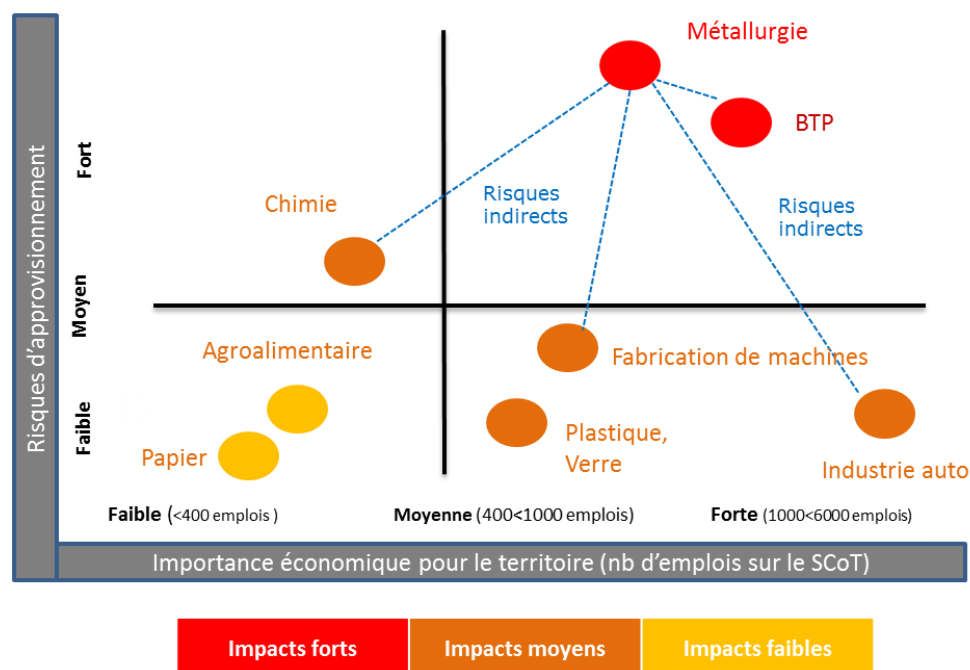 Métallurgie
BTP
Fort
Chimie
Risques
indirects
Risques
indirects
Risques d'approvisionnement
Moyen
Agroalimentaire
Fabrication de machines
Faible
Papier
Plastique,
Verre
Industrie auto
Faible (<400 emplois )
Moyenne (400<1000 emplois)
Forte (1000<6000 emplois)
Importance économique pour le territoire (nb d'emplois sur le SCoT)
Impacts forts
Impacts moyens
Impacts faibles